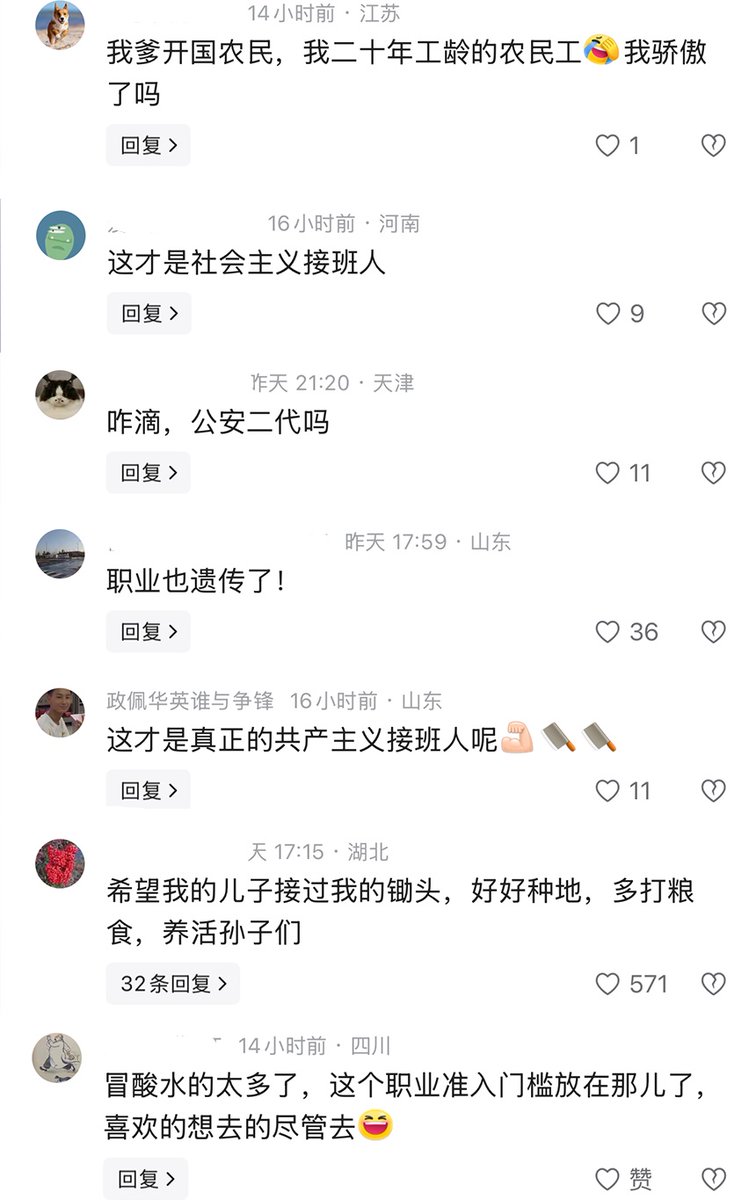 14小时前 · 江苏
我爹开国农民，我二十年工龄的农民工🤣我骄傲
了吗
回复 >
1
16小时前 · 河南
这才是社会主义接班人
回复 >
9
昨天 21:20 · 天津
咋滴，公安二代吗
回复 >
11
昨天 17:59 · 山东
职业也遗传了！
回复 >
36
政佩华英谁与争锋 16小时前 · 山东
这才是真正的共产主义接班人呢💪🔪🔪
回复 >
11
天 17:15 · 湖北
希望我的儿子接过我的锄头，好好种地，多打粮
食，养活孙子们
32条回复 >
571
14小时前 · 四川
冒酸水的太多了，这个职业准入门槛放在那儿了，
喜欢的想去的尽管去😆
回复 >
赞